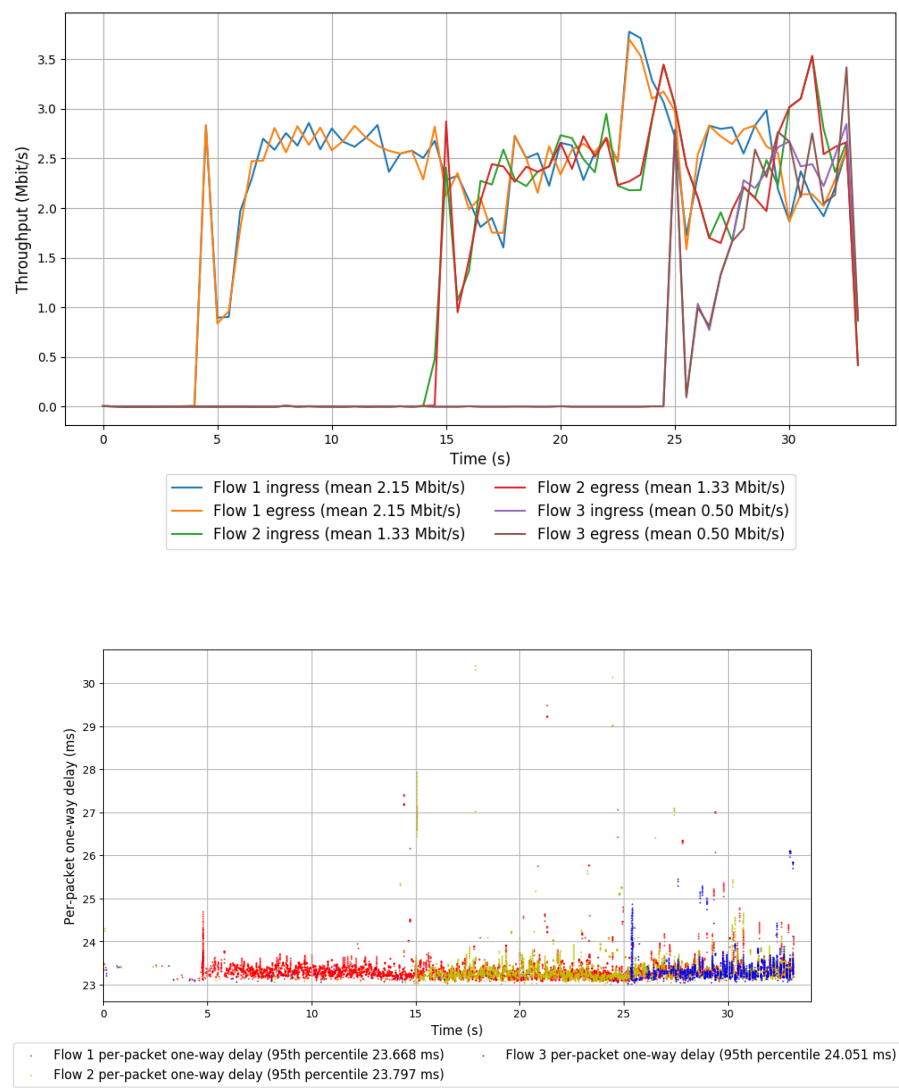 3.5
3.0
2.5
2.0
1.5
1.0
0.5
0.0
Throughput (Mbit/s)
0 5 10 15 20 25 30
Time (s)
Flow 1 ingress (mean 2.15 Mbit/s)
Flow 1 egress (mean 2.15 Mbit/s)
Flow 2 ingress (mean 1.33 Mbit/s)
Flow 2 egress (mean 1.33 Mbit/s)
Flow 3 ingress (mean 0.50 Mbit/s)
Flow 3 egress (mean 0.50 Mbit/s)
30
29
28
27
26
25
24
23
Per-packet one-way delay (ms)
0 5 10 15 20 25 30
Time (s)
Flow 1 per-packet one-way delay (95th percentile 23.668 ms)
Flow 2 per-packet one-way delay (95th percentile 23.797 ms)
Flow 3 per-packet one-way delay (95th percentile 24.051 ms)